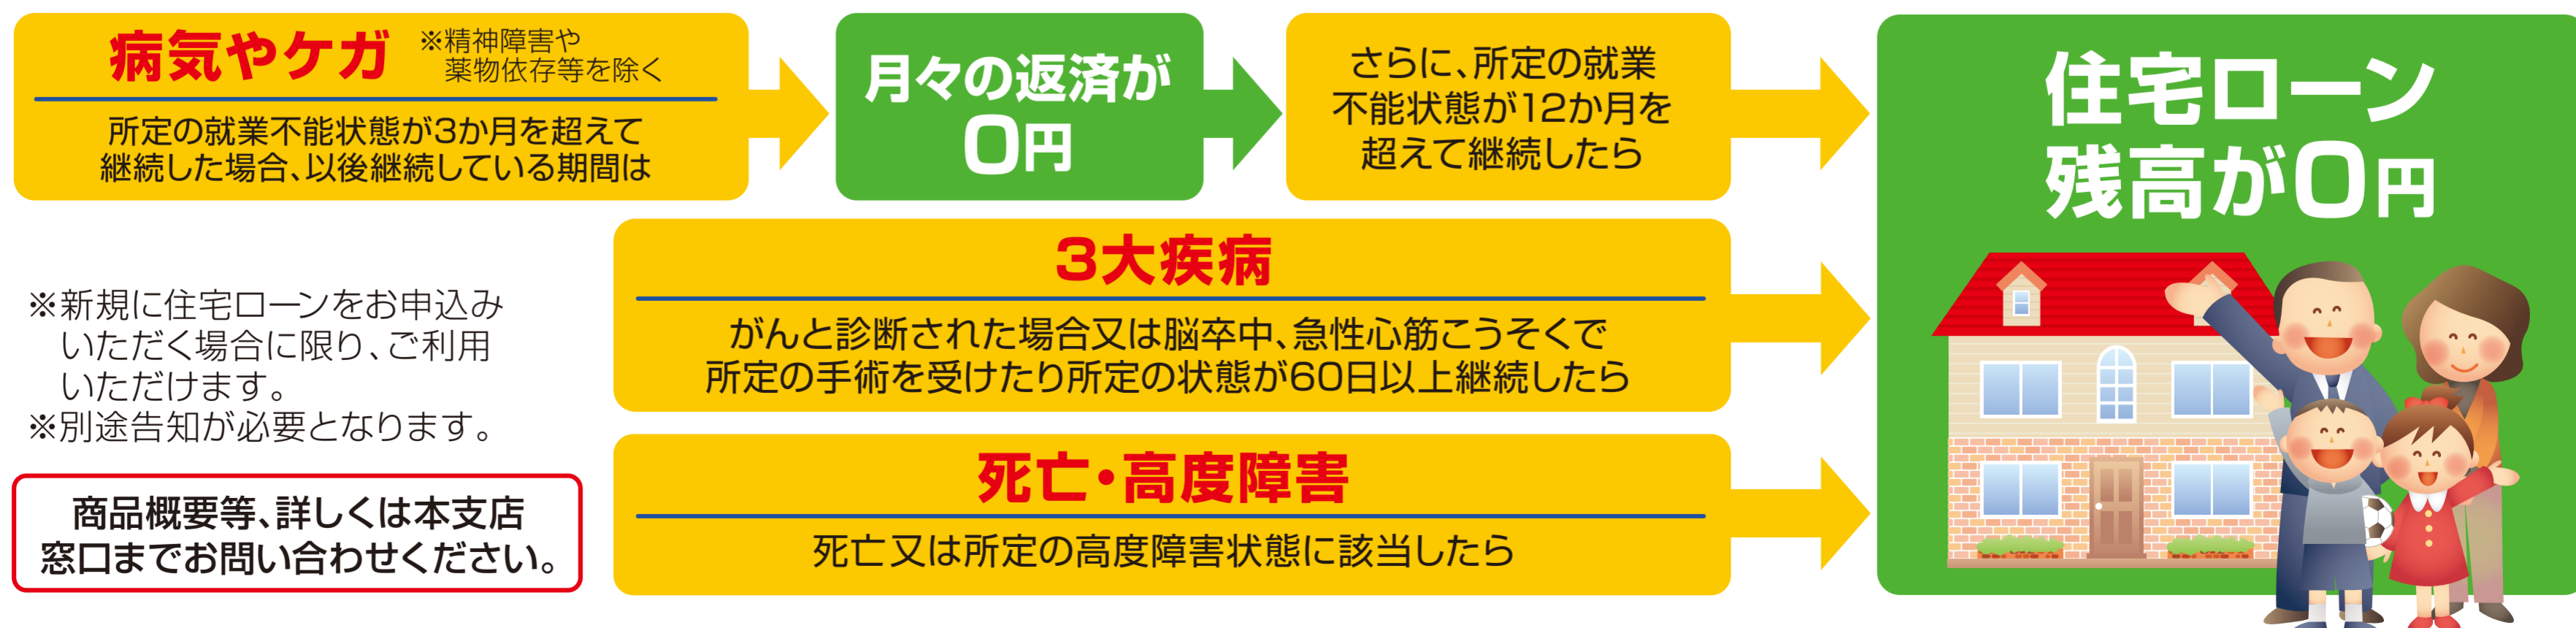 病気やケガ
※精神障害や
薬物依存等を除く
所定の就業不能状態が3か月を超えて
継続した場合、以後継続している期間は
月々の返済が
0円
さらに、所定の就業
不能状態が12か月を
超えて継続したら
住宅ローン
残高が0円
3大疾病
がんと診断された場合又は脳卒中、急性心筋こうそくで
所定の手術を受けたり所定の状態が60日以上継続したら
死亡・高度障害
死亡又は所定の高度障害状態に該当したら
※新規に住宅ローンをお申込み
いただく場合に限り、ご利用
いただけます。
※別途告知が必要となります。
商品概要等、詳しくは本支店
窓口までお問い合わせください。